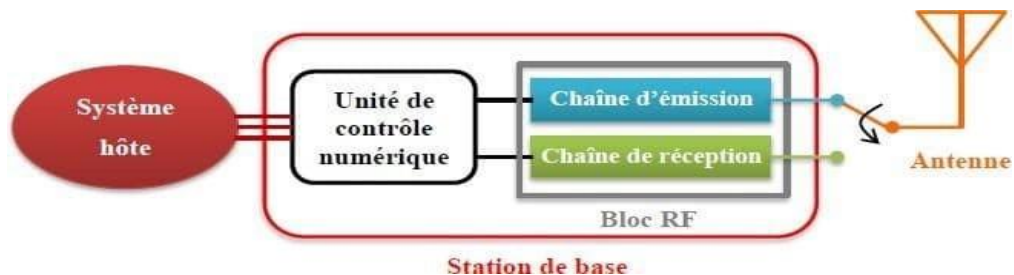 Système
hôte
Unité de
contrôle
numérique
Chaîne d'émission
Chaîne de réception
Bloc RF
Antenne
Station de base